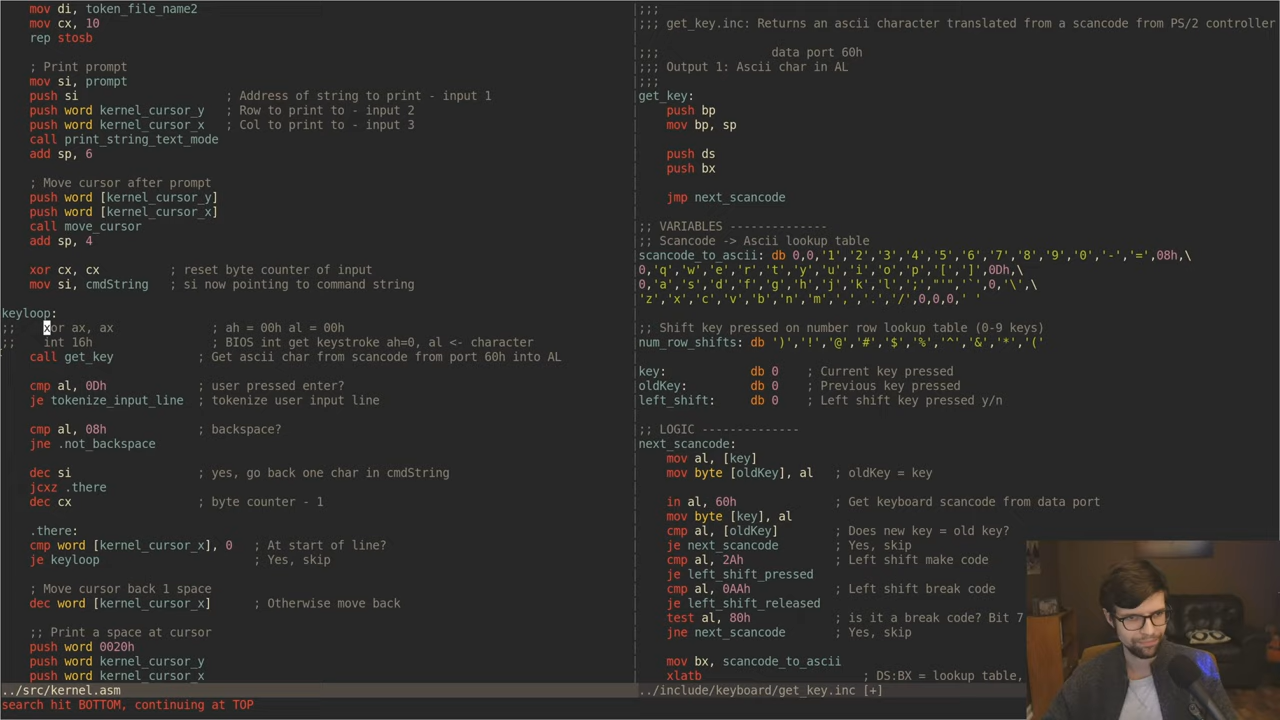 mov di, token_file_name2
mov cx, 10
rep stosb
; Print prompt
mov si, prompt
push si ; Address of string to print - input 1
push word kernel_cursor_y ; Row to print to - input 2
push word kernel_cursor_x ; Col to print to - input 3
call print_string_text_mode
add sp, 6
; Move cursor after prompt
push word [kernel_cursor_y]
push word [kernel_cursor_x]
call move_cursor
add sp, 4
xor cx, cx ; reset byte counter of input
mov si, cmdString ; si now pointing to command string
keyloop:
;; xor ax, ax ; ah = 00h al = 00h
;; int 16h ; BIOS int get keystroke ah=0, al <- character
call get_key ; Get ascii char from scancode from port 60h into AL
cmp al, 0Dh ; user pressed enter?
je tokenize_input_line ; tokenize user input line
cmp al, 08h ; backspace?
jne .not_backspace
dec si ; yes, go back one char in cmdString
jcxz .there
dec cx ; byte counter - 1
.there:
cmp word [kernel_cursor_x], 0 ; At start of line?
je keyloop ; Yes, skip
; Move cursor back 1 space
dec word [kernel_cursor_x] ; Otherwise move back
;; Print a space at cursor
push word 0020h
push word kernel_cursor_y
push word kernel_cursor_x
../src/kernel.asm
search hit BOTTOM, continuing at TOP
;;;
;;; get_key.inc: Returns an ascii character translated from a scancode from PS/2 controller
;;; data port 60h
;;; Output 1: Ascii char in AL
;;;
get_key:
push bp
mov bp, sp
push ds
push bx
jmp next_scancode
;; VARIABLES --------------
;; Scancode -> Ascii lookup table
scancode_to_ascii: db 0,0,'1','2','3','4','5','6','7','8','9','0','-','=',08h,\
0,'q','w','e','r','t','y','u','i','o','p','[',']',0Dh,\
0,'a','s','d','f','g','h','j','k','l',';',"'",'`',0,'\',\
'z','x','c','v','b','n','m',',','.','/',0,0,0,' '
;; Shift key pressed on number row lookup table (0-9 keys)
num_row_shifts: db ')','!','@','#','$','%','^','&','*','('
key: db 0 ; Current key pressed
oldKey: db 0 ; Previous key pressed
left_shift: db 0 ; Left shift key pressed y/n
;; LOGIC --------------
next_scancode:
mov al, [key]
mov byte [oldKey], al ; oldKey = key
in al, 60h ; Get keyboard scancode from data port
mov byte [key], al
cmp al, [oldKey] ; Does new key = old key?
je next_scancode ; Yes, skip
cmp al, 2Ah ; Left shift make code
je left_shift_pressed
cmp al, 0AAh ; Left shift break code
je left_shift_released
test al, 80h ; is it a break code? Bit 7
jne next_scancode ; Yes, skip
mov bx, scancode_to_ascii
xlatb ; DS:BX = lookup table,
../include/keyboard/get_key.inc [+]